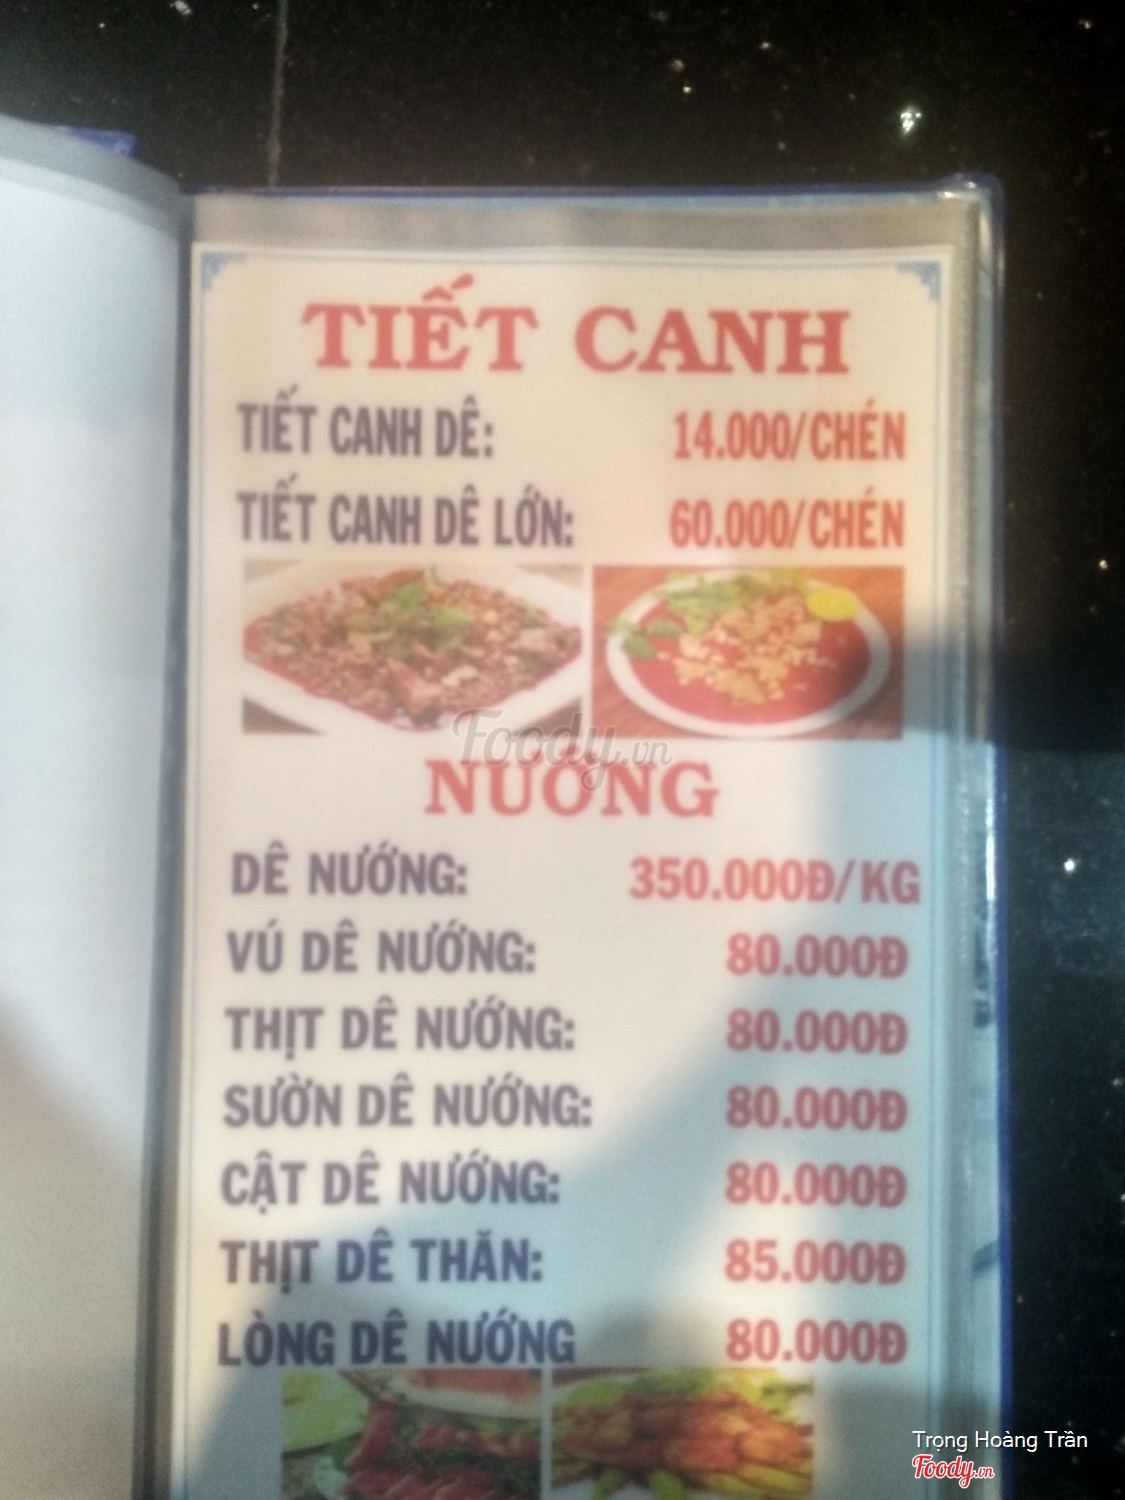 TIẾT CANH
TIẾT CANH DÊ: 14.000/CHÉN
TIẾT CANH DÊ LỚN: 60.000/CHÉN
Foody.vn
NƯỚNG
DÊ NƯỚNG: 350.000Đ/KG
VÚ DÊ NƯỚNG: 80.000Đ
THỊT DÊ NƯỚNG: 80.000Đ
SƯỜN DÊ NƯỚNG: 80.000Đ
CẬT DÊ NƯỚNG: 80.000Đ
THỊT DÊ THĂN: 85.000Đ
LÒNG DÊ NƯỚNG 80.000Đ
Trọng Hoàng Trần
Foody.vn